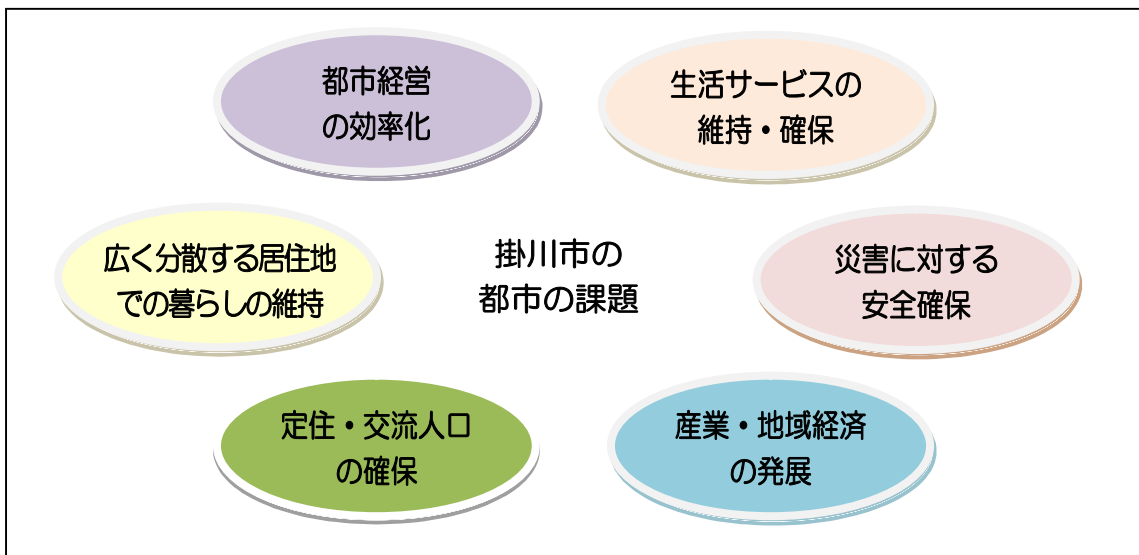 都市経営
の効率化
生活サービスの
維持・確保
広く分散する居住地
での暮らしの維持
掛川市の
都市の課題
災害に対する
安全確保
定住・交流人口
の確保
産業・地域経済
の発展